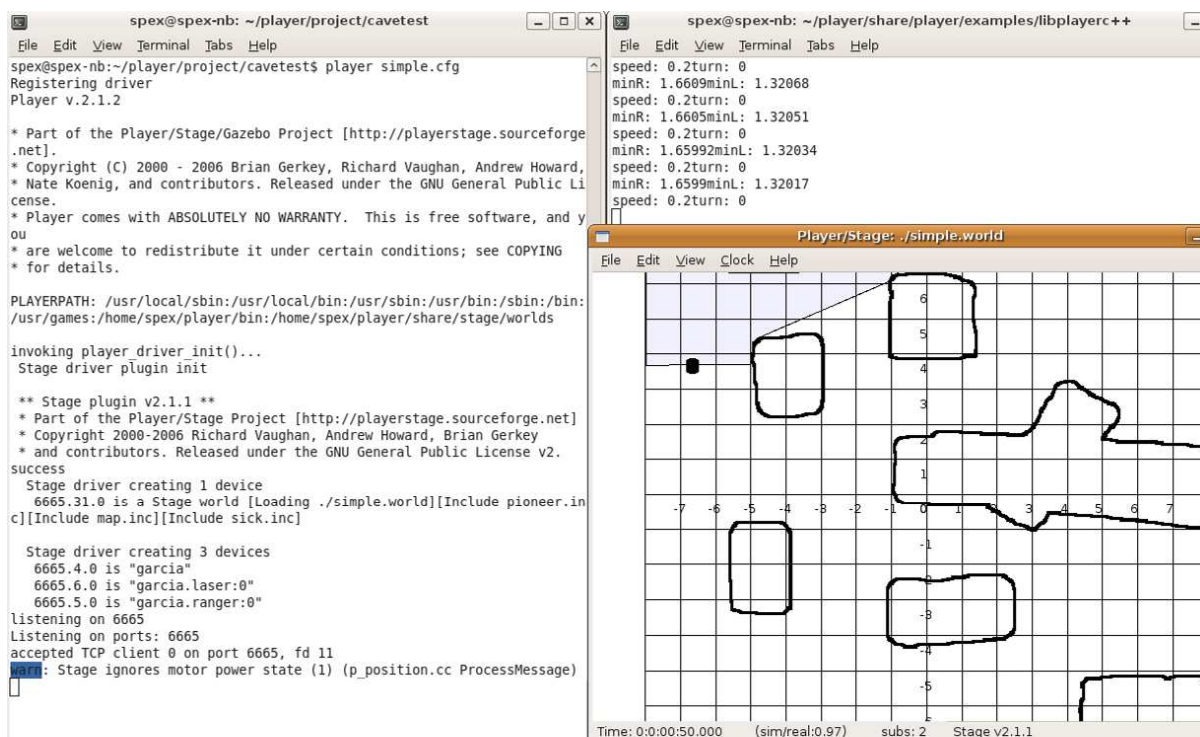 spex@spex-nb: ~/player/project/cavetest
File Edit View Terminal Tabs Help
spex@spex-nb:~/player/project/cavetest$ player simple.cfg
Registering driver
Player v.2.1.2
* Part of the Player/Stage/Gazebo Project [http://playerstage.sourceforge
.net].
* Copyright (C) 2000 - 2006 Brian Gerkey, Richard Vaughan, Andrew Howard,
* Nate Koenig, and contributors. Released under the GNU General Public Li
cense.
* Player comes with ABSOLUTELY NO WARRANTY.  This is free software, and y
ou
* are welcome to redistribute it under certain conditions; see COPYING
* for details.
PLAYERPATH: /usr/local/sbin:/usr/local/bin:/usr/sbin:/usr/bin:/sbin:/bin:
/usr/games:/home/spex/player/bin:/home/spex/player/share/stage/worlds
invoking player_driver_init()...
Stage driver plugin init
** Stage plugin v2.1.1 **
* Part of the Player/Stage Project [http://playerstage.sourceforge.net]
* Copyright 2000-2006 Richard Vaughan, Andrew Howard, Brian Gerkey
* and contributors. Released under the GNU General Public License v2.
success
Stage driver creating 1 device
6665.31.0 is a Stage world [Loading ./simple.world][Include pioneer.in
c][Include map.inc][Include sick.inc]
Stage driver creating 3 devices
6665.4.0 is "garcia"
6665.6.0 is "garcia.laser:0"
6665.5.0 is "garcia.ranger:0"
listening on 6665
Listening on ports: 6665
accepted TCP client 0 on port 6665, fd 11
warn: Stage ignores motor power state (1) (p_position.cc ProcessMessage)
spex@spex-nb: ~/player/share/player/examples/libplayerc++
File Edit View Terminal Tabs Help
speed: 0.2turn: 0
minR: 1.6609minL: 1.32068
speed: 0.2turn: 0
minR: 1.6605minL: 1.32051
speed: 0.2turn: 0
minR: 1.65992minL: 1.32034
speed: 0.2turn: 0
minR: 1.6599minL: 1.32017
speed: 0.2turn: 0
Player/Stage: ./simple.world
File Edit View Clock Help
6
5
4
3
2
1
-7 -6 -5 -4 -3 -2 -1 0 1 2 3 4 5 6 7
-1
-2
-3
-4
-5
Time: 0:0:00:50.000 (sim/real:0.97) subs: 2 Stage v2.1.1